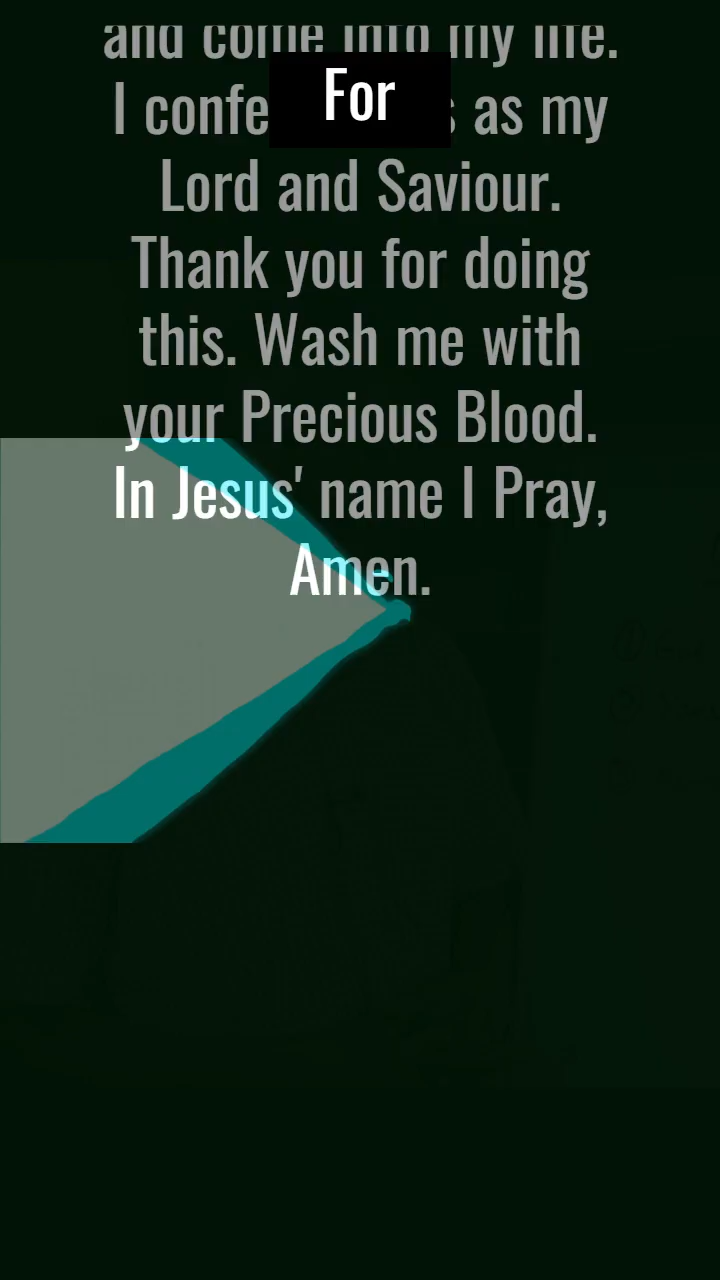 and come into my life.
For
I confe s as my
Lord and Saviour.
Thank you for doing
this. Wash me with
your Precious Blood.
In Jesus' name I Pray,
Amen.